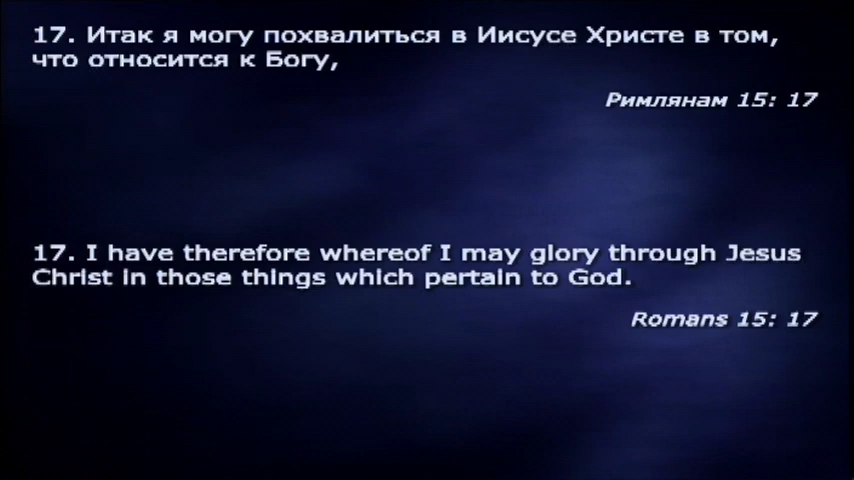 17. Итак я могу похвалиться в Иисусе Христе в том,
что относится к Богу,
Римлянам 15: 17
17. I have therefore whereof I may glory through Jesus
Christ in those things which pertain to God.
Romans 15: 17